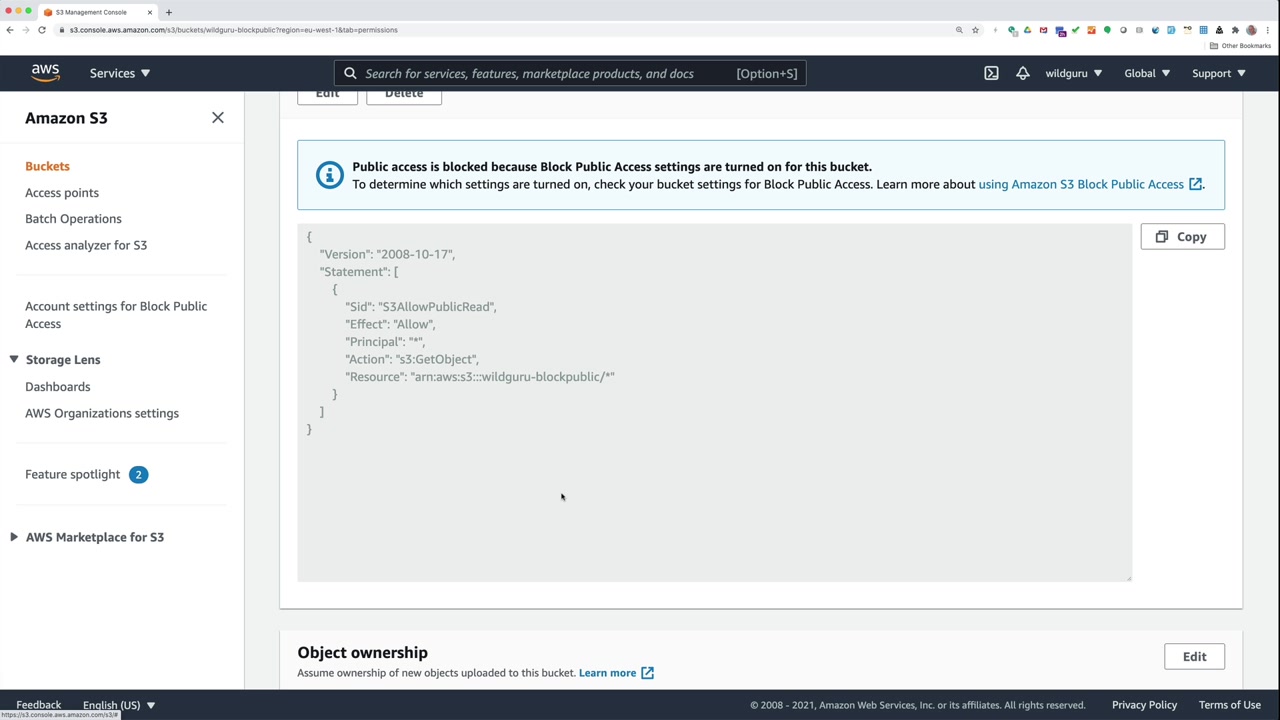 S3 Management Console
s3.console.aws.amazon.com/s3/buckets/wildguru-blockpublic?region=eu-west-1&tab=permissions
Other Bookmarks
aws
Services
Search for services, features, marketplace products, and docs
[Option+S]
wildguru
Global
Support
Amazon S3
Buckets
Access points
Batch Operations
Access analyzer for S3
Account settings for Block Public
Access
Storage Lens
Dashboards
AWS Organizations settings
Feature spotlight 2
AWS Marketplace for S3
Edit
Delete
Public access is blocked because Block Public Access settings are turned on for this bucket.
To determine which settings are turned on, check your bucket settings for Block Public Access. Learn more about using Amazon S3 Block Public Access.
Copy
{
"Version": "2008-10-17",
"Statement": [
{
"Sid": "S3AllowPublicRead",
"Effect": "Allow",
"Principal": "*",
"Action": "s3:GetObject",
"Resource": "arn:aws:s3:::wildguru-blockpublic/*"
}
]
}
Object ownership
Assume ownership of new objects uploaded to this bucket. Learn more
Edit
Feedback
English (US)
© 2008 - 2021, Amazon Web Services, Inc. or its affiliates. All rights reserved.
Privacy Policy
Terms of Use
https://s3.console.aws.amazon.com/s3/#